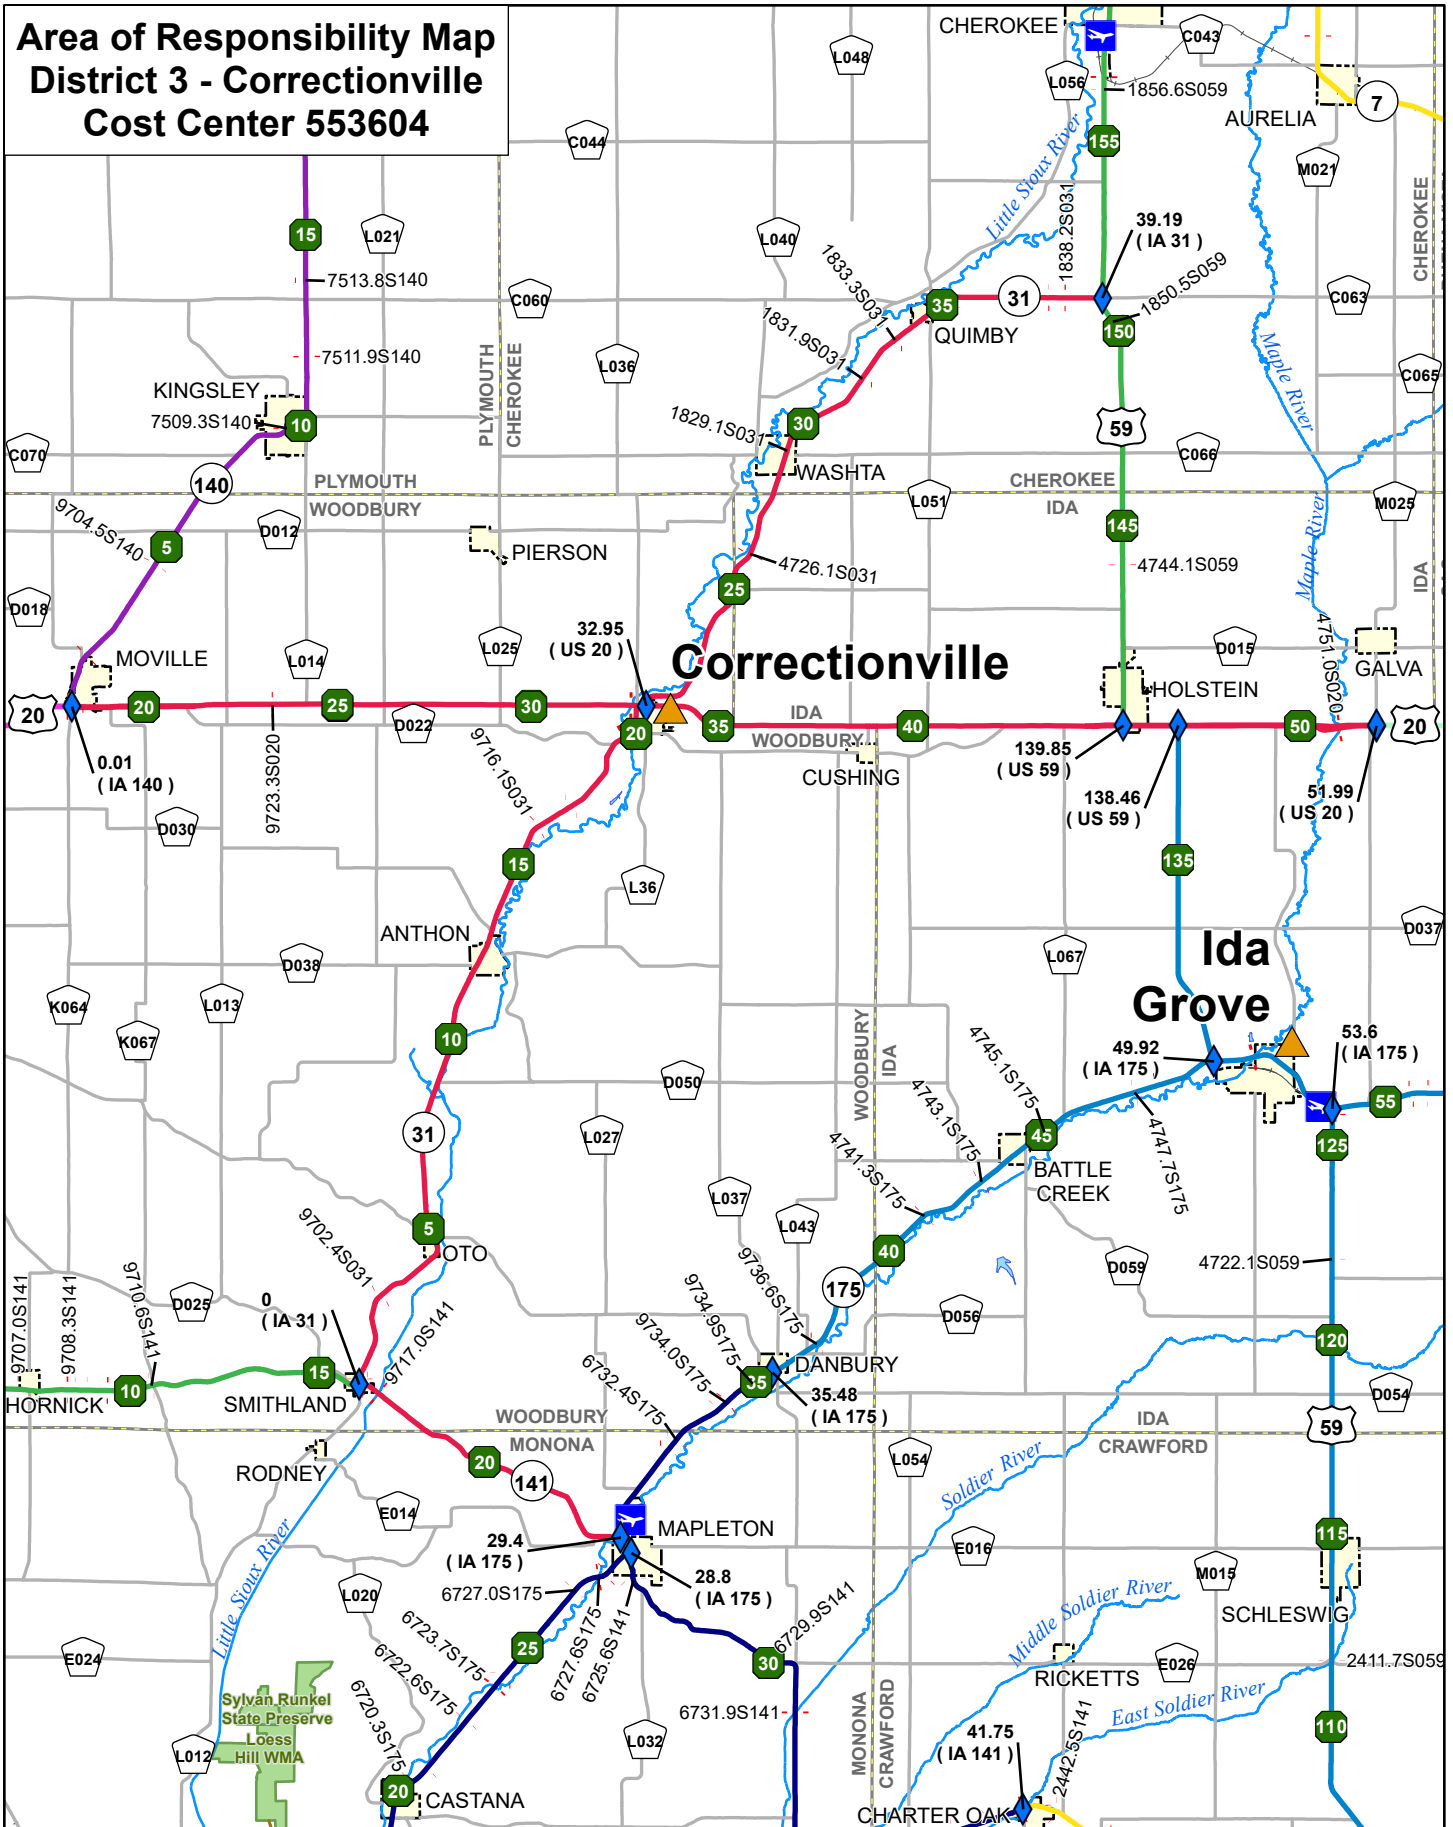 Area of Responsibility Map
District 3 - Correctionville
Cost Center 553604
CHEROKEE
L048
C043
L056
1856.6S059
7
AURELIA
C044
155
M021
Little Sioux River
CHEROKEE
15
L021
L040
1838.2S031
39.19
( IA 31 )
7513.8S140
C060
1833.3S031
35
31
1850.5S059
C063
150
QUIMBY
1831.9S031
7511.9S140
PLYMOUTH
CHEROKEE
L036
Maple River
C065
KINGSLEY
7509.3S140
10
1829.1S031
30
59
C070
WASHTA
C066
140
PLYMOUTH
WOODBURY
CHEROKEE
IDA
L051
M025
9704.5S140
5
D012
PIERSON
145
4726.1S031
4744.1S059
Maple River
IDA
25
D018
32.95
( US 20 )
4751.0S020
MOVILLE
L014
L025
Correctionville
D015
GALVA
HOLSTEIN
20
20
25
30
20
35
IDA
WOODBURY
40
50
20
D022
0.01
( IA 140 )
9723.3S020
9716.1S031
CUSHING
139.85
( US 59 )
138.46
( US 59 )
51.99
( US 20 )
D030
15
135
L36
ANTHON
D037
D038
L067
Ida
Grove
K064
L013
K067
10
WOODBURY
IDA
4745.1S175
49.92
( IA 175 )
53.6
( IA 175 )
D050
4743.1S175
55
31
L027
45
125
4741.3S175
BATTLE
CREEK
4747.7S175
L037
L043
9702.4S031
5
OTO
40
9736.6S175
D059
4722.1S059
9707.0S141
9708.3S141
9710.6S141
D025
0
( IA 31 )
9717.0S141
9734.9S175
175
D056
120
9734.0S175
DANBURY
6732.4S175
10
15
35
35.48
( IA 175 )
D054
HORNICK
SMITHLAND
WOODBURY
MONONA
IDA
CRAWFORD
59
RODNEY
20
141
L054
Soldier River
E014
29.4
( IA 175 )
MAPLETON
E016
115
Little Sioux River
28.8
( IA 175 )
L020
6727.0S175
M015
Middle Soldier River
SCHLESWIG
6723.7S175
6727.6S175
6725.6S141
6729.9S141
25
30
E024
6722.6S175
RICKETTS
E026
2411.7S059
6720.3S175
Sylvan Runkel
State Preserve
Loess
Hill WMA
6731.9S141
MONONA
CRAWFORD
East Soldier River
110
L012
L032
41.75
( IA 141 )
2442.5S141
20
CASTANA
CHARTER OAK